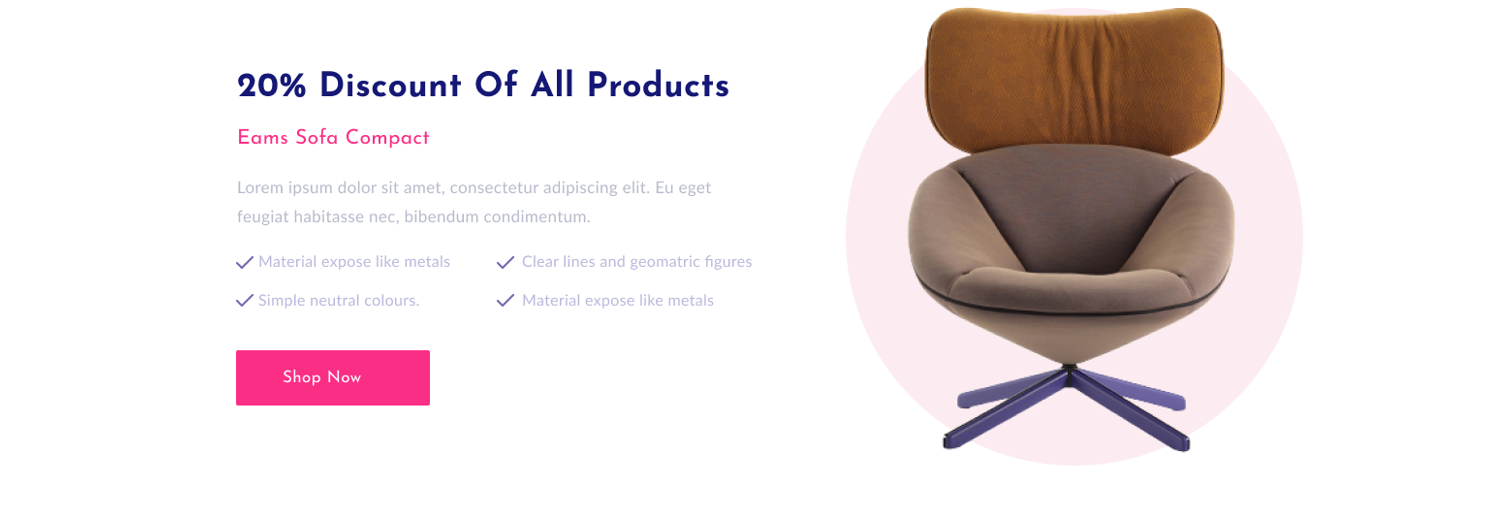 20% Discount Of All Products
Eams Sofa Compact
Lorem ipsum dolor sit amet, consectetur adipiscing elit. Eu eget
feugiat habitasse nec, bibendum condimentum.
Material expose like metals
Clear lines and geomatric figures
Simple neutral colours.
Material expose like metals
Shop Now